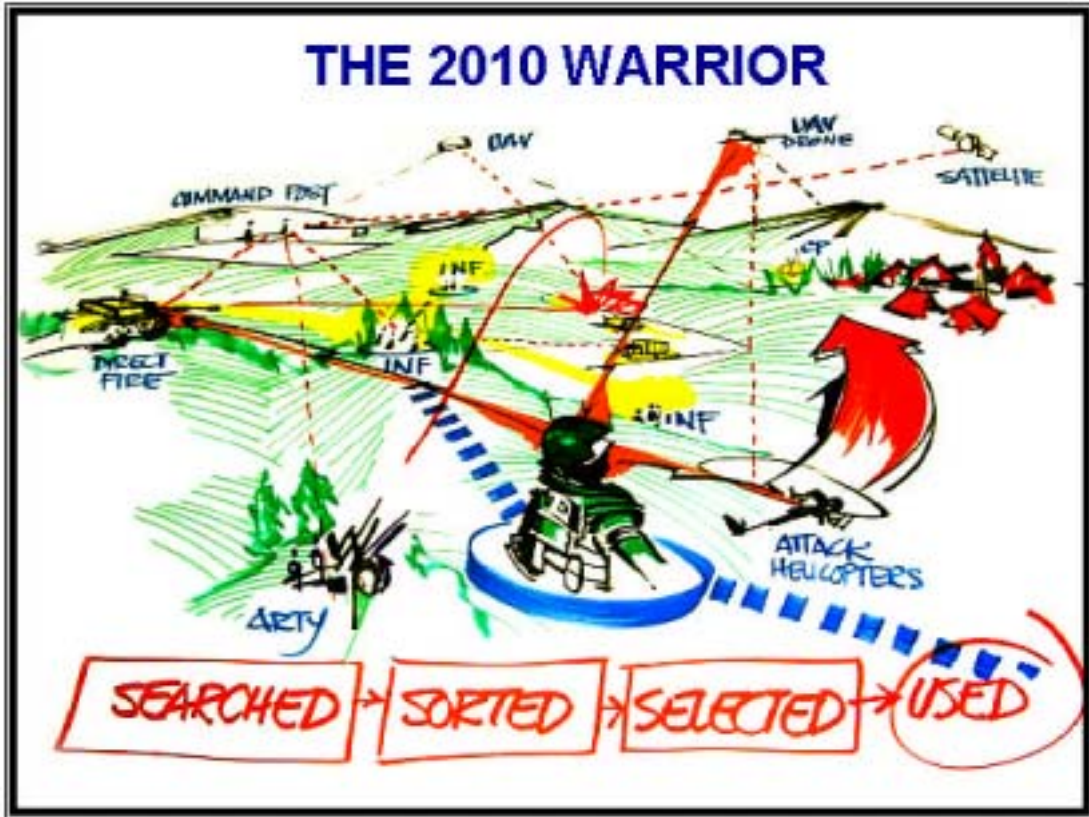 THE 2010 WARRIOR
UAV
UAV
DRONE
SATTELITE
COMMAND POST
CP
INF
DIRECT
FIRE
INF
INF
ATTACK
HELICOPTERS
ARTY
SEARCHED
SORTED
SELECTED
USED